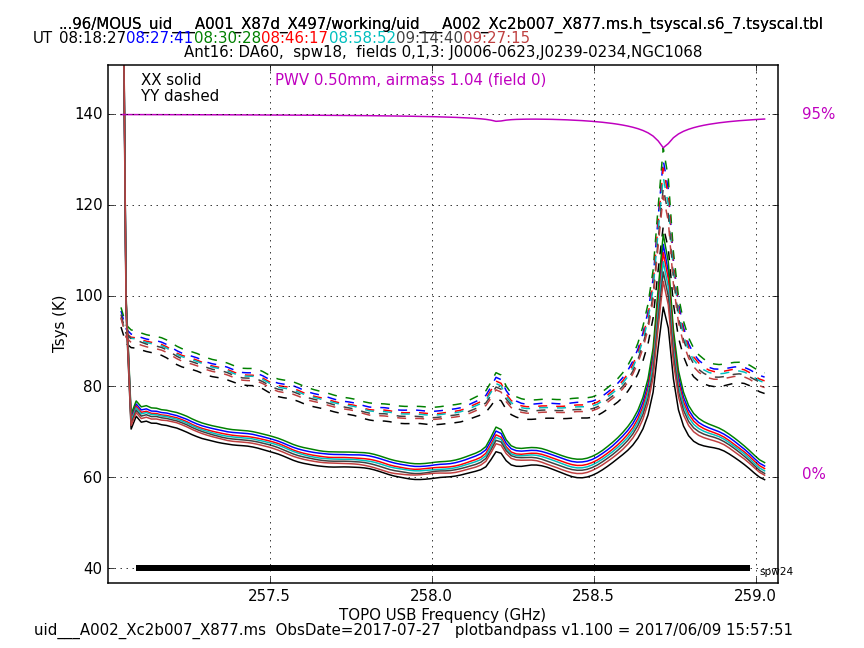 ...96/MOUS_uid___A001_X87d_X497/working/uid___A002_Xc2b007_X877.ms.h_tsyscal.s6_7.tsyscal.tbl
UT 08:18:27 08:27:41 08:30:28 08:46:17 08:58:52 09:14:40 09:27:15
Ant16: DA60, spw18, fields 0,1,3: J0006-0623,J0239-0234,NGC1068
XX solid
YY dashed
PWV 0.50mm, airmass 1.04 (field 0)
140
120
100
80
60
40
Tsys (K)
95%
0%
spw24
257.5 258.0 258.5 259.0
TOPO USB Frequency (GHz)
uid___A002_Xc2b007_X877.ms ObsDate=2017-07-27 plotbandpass v1.100 = 2017/06/09 15:57:51